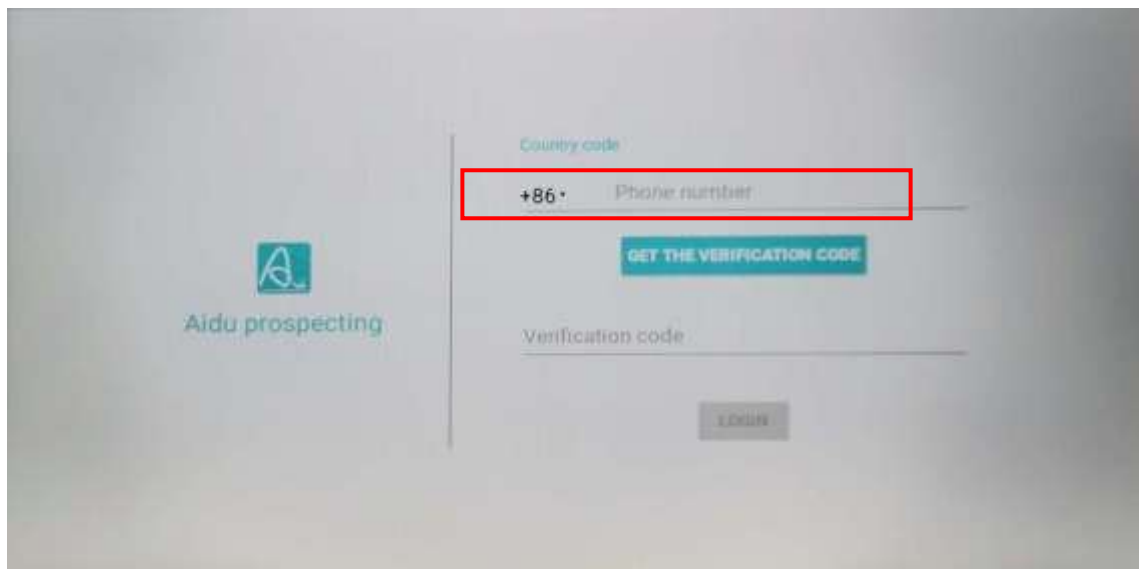 Country code
+86 Phone number
GET THE VERIFICATION CODE
Aidu prospecting
Verification code
LOGIN